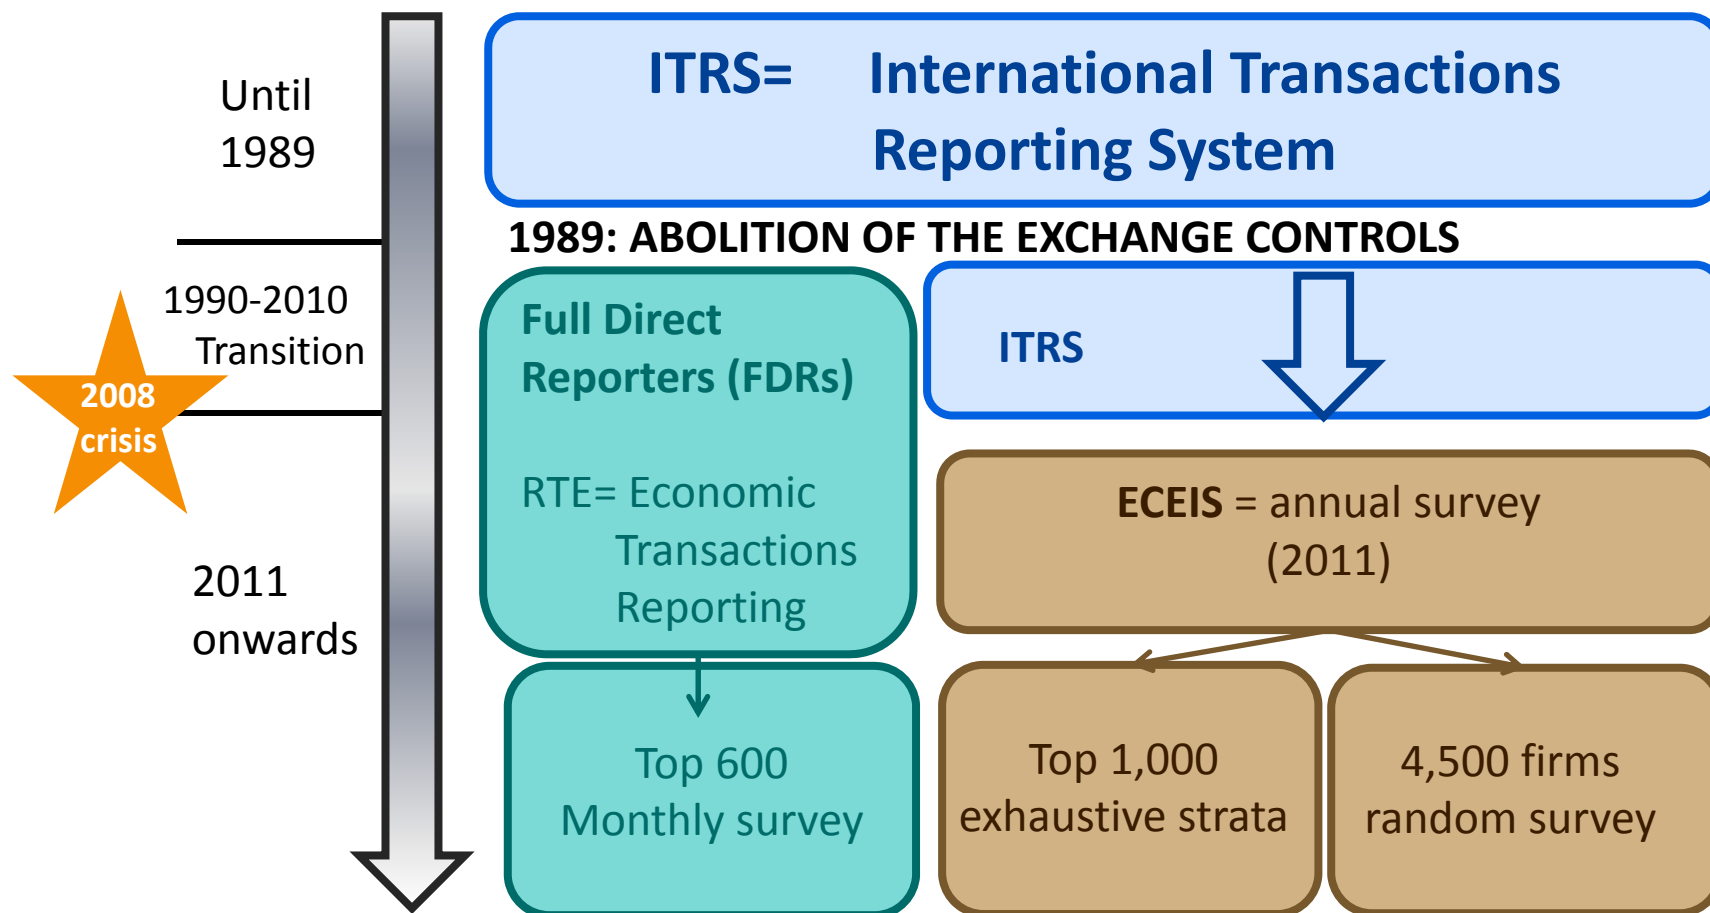 Until
1989
ITRS= International Transactions
Reporting System
1989: ABOLITION OF THE EXCHANGE CONTROLS
1990-2010
Transition
2008
crisis
2011
onwards
Full Direct
Reporters (FDRs)
RTE= Economic
Transactions
Reporting
ITRS
ECEIS = annual survey
(2011)
Top 600
Monthly survey
Top 1,000
exhaustive strata
4,500 firms
random survey